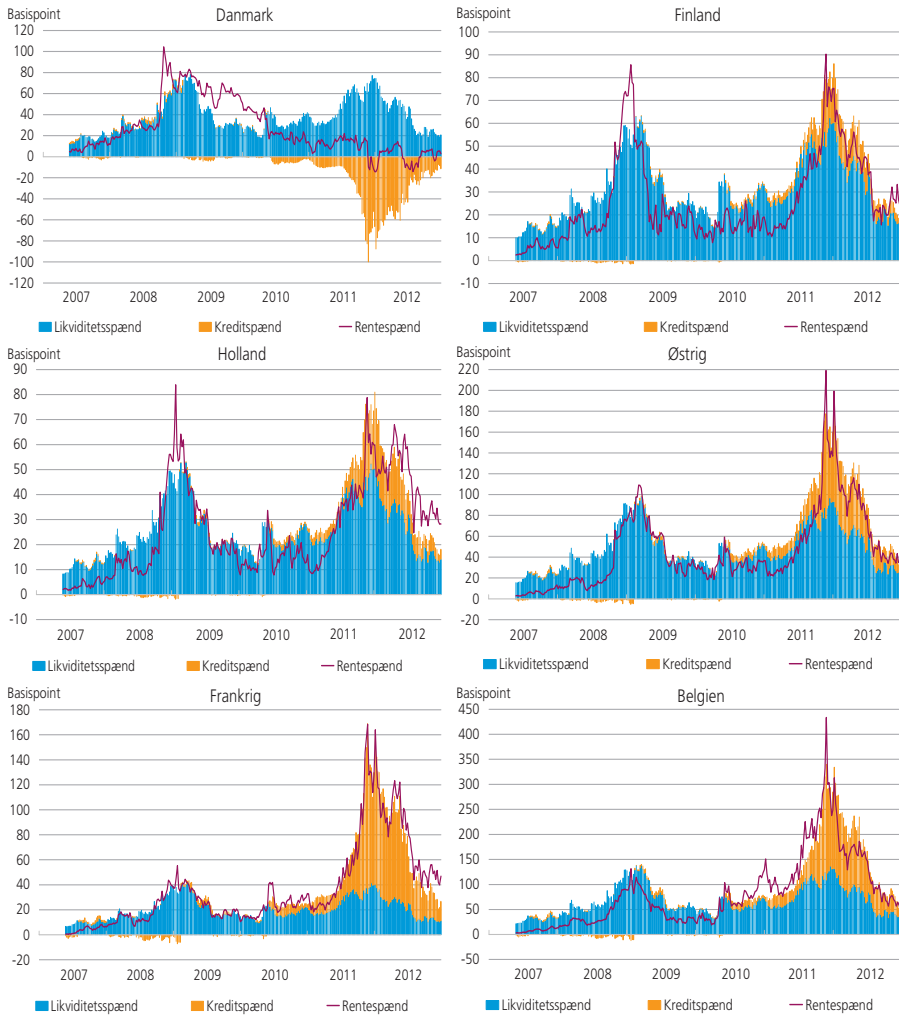 Basispoint
Danmark
120
100
80
60
40
20
0
-20
-40
-60
-80
-100
-120
2007 2008 2009 2010 2011 2012
Likviditetsspænd Kreditspænd Rentespænd
Basispoint
Finland
100
90
80
70
60
50
40
30
20
10
0
-10
2007 2008 2009 2010 2011 2012
Likviditetsspænd Kreditspænd Rentespænd
Basispoint
Holland
90
80
70
60
50
40
30
20
10
0
-10
2007 2008 2009 2010 2011 2012
Likviditetsspænd Kreditspænd Rentespænd
Basispoint
Østrig
220
200
180
160
140
120
100
80
60
40
20
0
-20
2007 2008 2009 2010 2011 2012
Likviditetsspænd Kreditspænd Rentespænd
Basispoint
Frankrig
180
160
140
120
100
80
60
40
20
0
-20
2007 2008 2009 2010 2011 2012
Likviditetsspænd Kreditspænd Rentespænd
Basispoint
Belgien
450
400
350
300
250
200
150
100
50
0
-50
2007 2008 2009 2010 2011 2012
Likviditetsspænd Kreditspænd Rentespænd